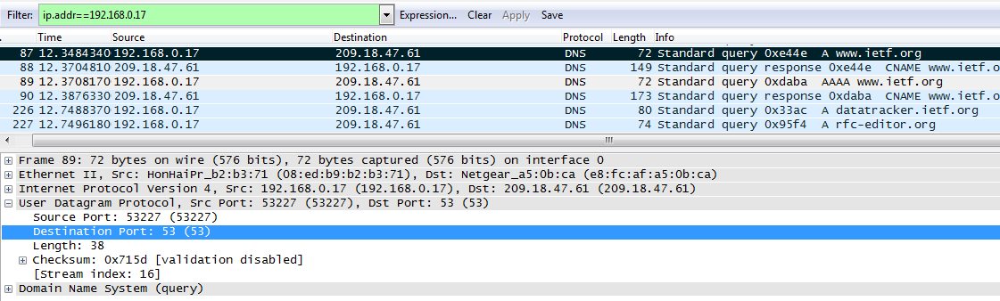 Filter: ip.addr==192.168.0.17 Expression... Clear Apply Save
. Time Source Destination Protocol Length Info
87 12.3484340 192.168.0.17 209.18.47.61 DNS 72 Standard query 0xe44e A www.ietf.org
88 12.3704810 209.18.47.61 192.168.0.17 DNS 149 Standard query response 0xe44e CNAME www.ietf.o
89 12.3708170 192.168.0.17 209.18.47.61 DNS 72 Standard query 0xdaba AAAA www.ietf.org
90 12.3876330 209.18.47.61 192.168.0.17 DNS 173 Standard query response 0xdaba CNAME www.ietf.o
226 12.7488370 192.168.0.17 209.18.47.61 DNS 80 Standard query 0x33ac A datatracker.ietf.org
227 12.7496180 192.168.0.17 209.18.47.61 DNS 74 Standard query 0x95f4 A rfc-editor.org
Frame 89: 72 bytes on wire (576 bits), 72 bytes captured (576 bits) on interface 0
Ethernet II, Src: HonHaiPr_b2:b3:71 (08:ed:b9:b2:b3:71), Dst: Netgear_a5:0b:ca (e8:fc:af:a5:0b:ca)
Internet Protocol Version 4, Src: 192.168.0.17 (192.168.0.17), Dst: 209.18.47.61 (209.18.47.61)
User Datagram Protocol, Src Port: 53227 (53227), Dst Port: 53 (53)
Source Port: 53227 (53227)
Destination Port: 53 (53)
Length: 38
Checksum: 0x715d [validation disabled]
[Stream index: 16]
Domain Name System (query)